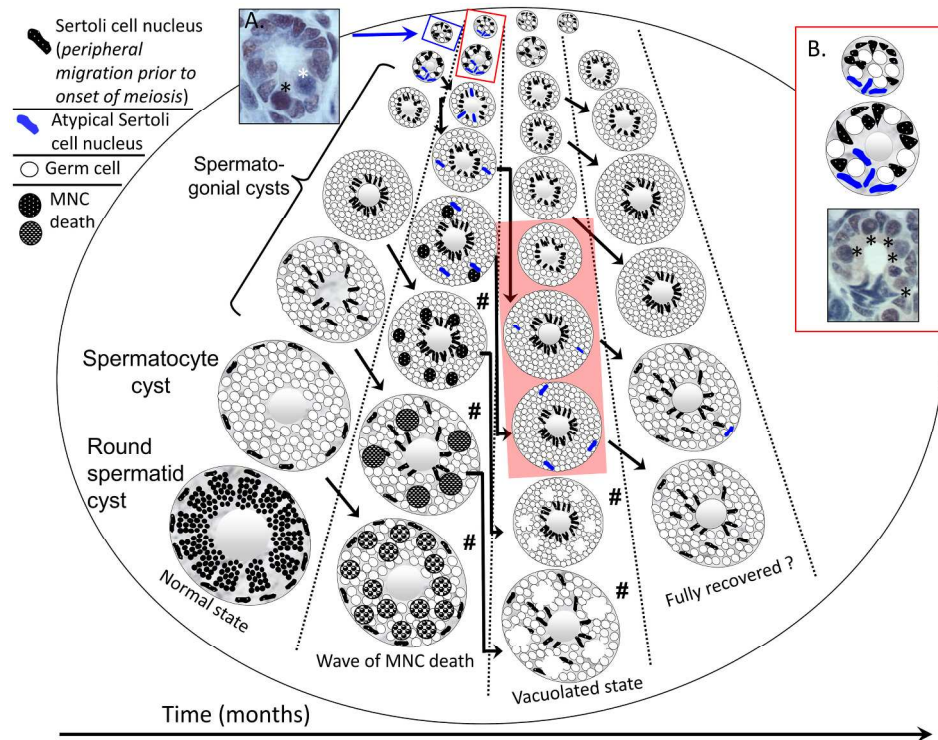 Sertoli cell nucleus
(peripheral
migration prior to
onset of meiosis)
Atypical Sertoli
cell nucleus
Germ cell
MNC
death
A.
*
*
B.
*
*
*
*
*
Spermato-
gonial cysts
Spermatocyte
cyst
Round
spermatid
cyst
#
#
#
#
#
Normal state
Wave of MNC death
Vacuolated state
Fully recovered ?
Time (months)